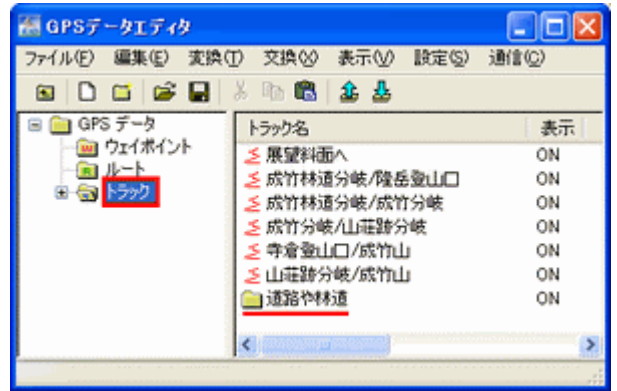 GPSデータエディタ
ファイル(F) 編集(E) 変換(T) 交換(X) 表示(V) 設定(S) 通信(C)
GPS データ
ウェイポイント
ルート
トラック
トラック名 表示
展望斜面へ ON
成竹林道分岐/隆岳登山口 ON
成竹林道分岐/成竹分岐 ON
成竹分岐/山荘跡分岐 ON
寺倉登山口/成竹山 ON
山荘跡分岐/成竹山 ON
道路や林道 ON